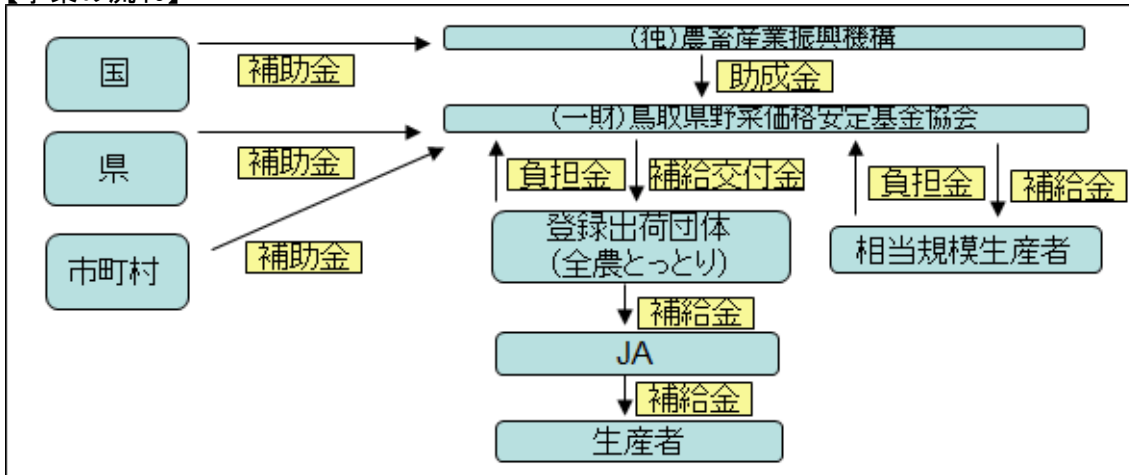 国
補助金
(独)農畜産業振興機構
助成金
(一財)鳥取県野菜価格安定基金協会
県
補助金
市町村
補助金
負担金
補給交付金
負担金
補給金
登録出荷団体
(全農とっとり)
相当規模生産者
補給金
JA
補給金
生産者